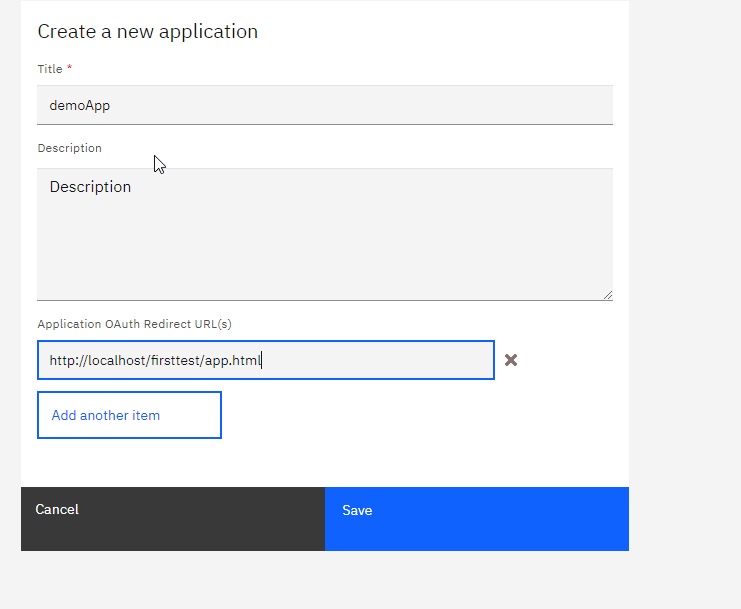 Create a new application
Title *
demoApp
Description
Description
Application OAuth Redirect URL(s)
http://localhost/firsttest/app.html
Add another item
Cancel
Save